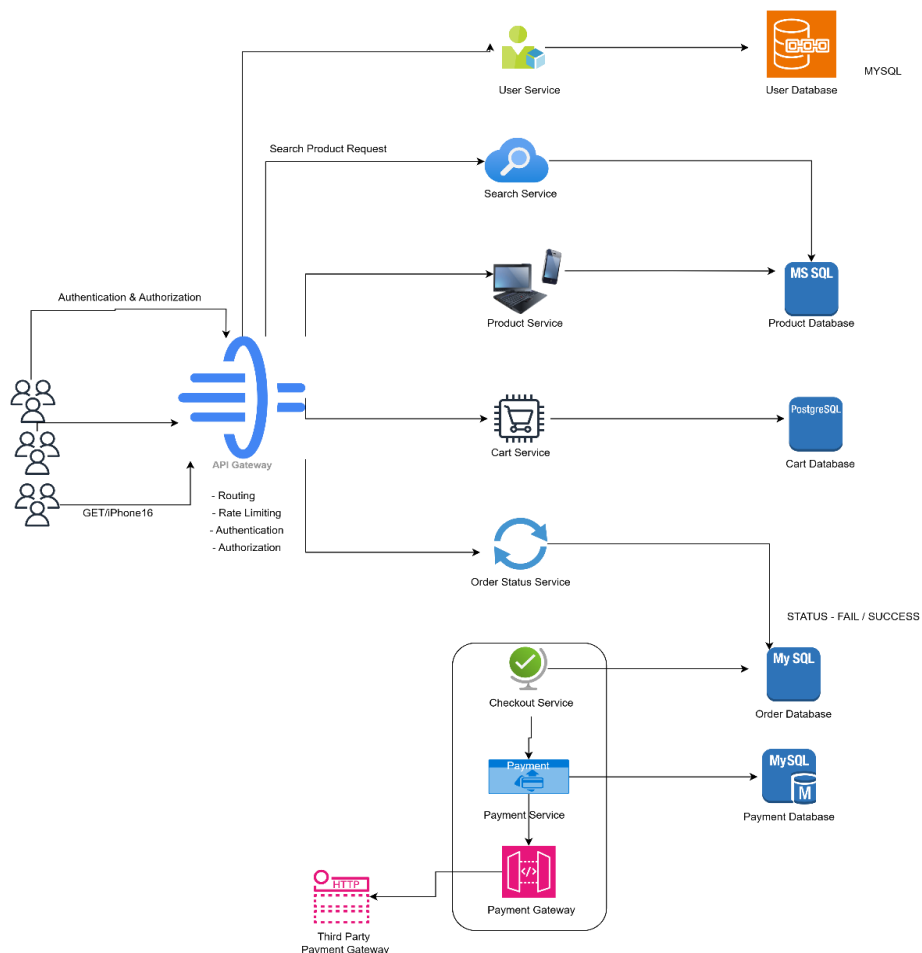 User Service
User Database
MYSQL
Search Product Request
Search Service
MS SQL
Product Service
Product Database
Authentication & Authorization
PostgreSQL
API Gateway
Cart Service
Cart Database
GET/iPhone16
- Routing
- Rate Limiting
- Authentication
- Authorization
Order Status Service
STATUS - FAIL / SUCCESS
My SQL
Checkout Service
Order Database
Payment
MySQL
M
Payment Service
Payment Database
</>
Payment Gateway
HTTP
Third Party
Payment Gateway